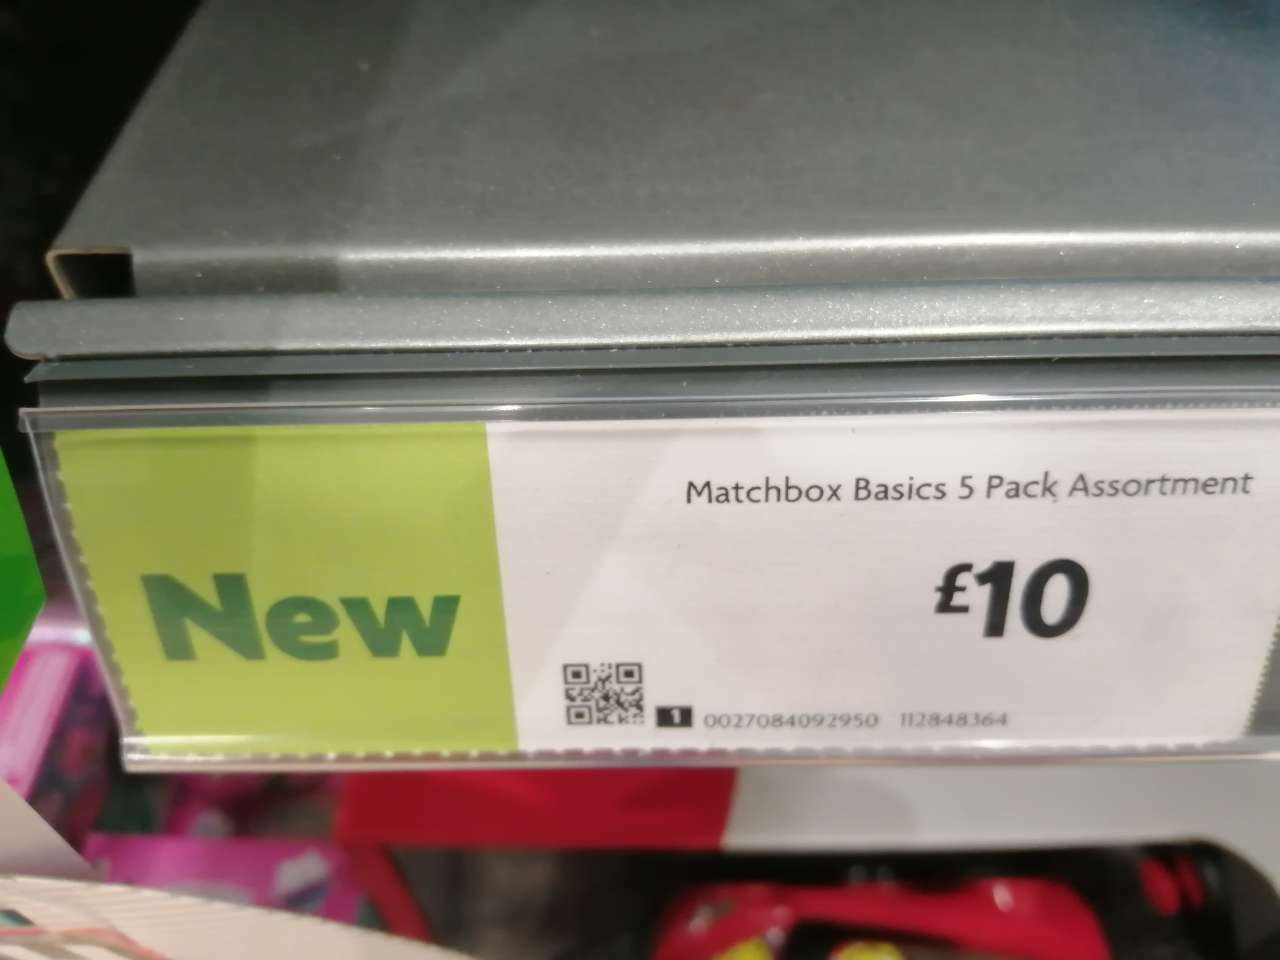 New
Matchbox Basics 5 Pack Assortment
£10
1 0027084092950 112848364